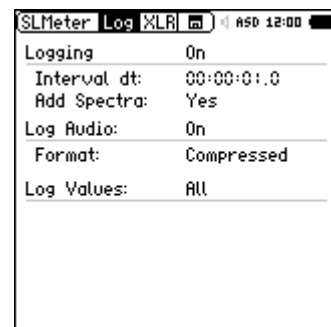 SLMeter Log XLR ASD 12:00
Logging On
Interval dt: 00:00:01.0
Add Spectra: Yes
Log Audio: On
Format: Compressed
Log Values: All